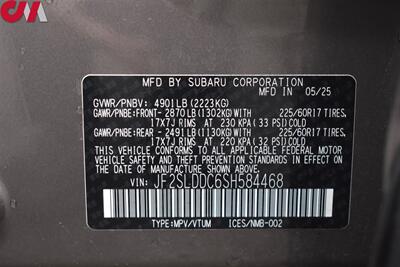 CM
MFD. BY SUBARU CORPORATION
MFD IN 05/25
GVWR/PNBV: 4901LB (2223KG)
GAWR/PNBE:FRONT- 2870LB (1302KG)WITH 225/60R17 TIRES,
17X7J RIMS AT 230 KPA (33 PSI)COLD
GAWR/PNBE:REAR - 2491LB (1130KG)WITH 225/60R17 TIRES,
17X7J RIMS AT 220 KPA (32 PSI)COLD
THIS VEHICLE CONFORMS TO ALL APPLICABLE FEDERAL MOTOR
VEHICLE SAFETY AND THEFT PREVENTION STANDARDS IN EFFECT ON
THE DATE OF MANUFACTURE SHOWN ABOVE.
VIN: JF2SLDDC6SH584468
TYPE:MPV/VTUM ICES/NMB-002